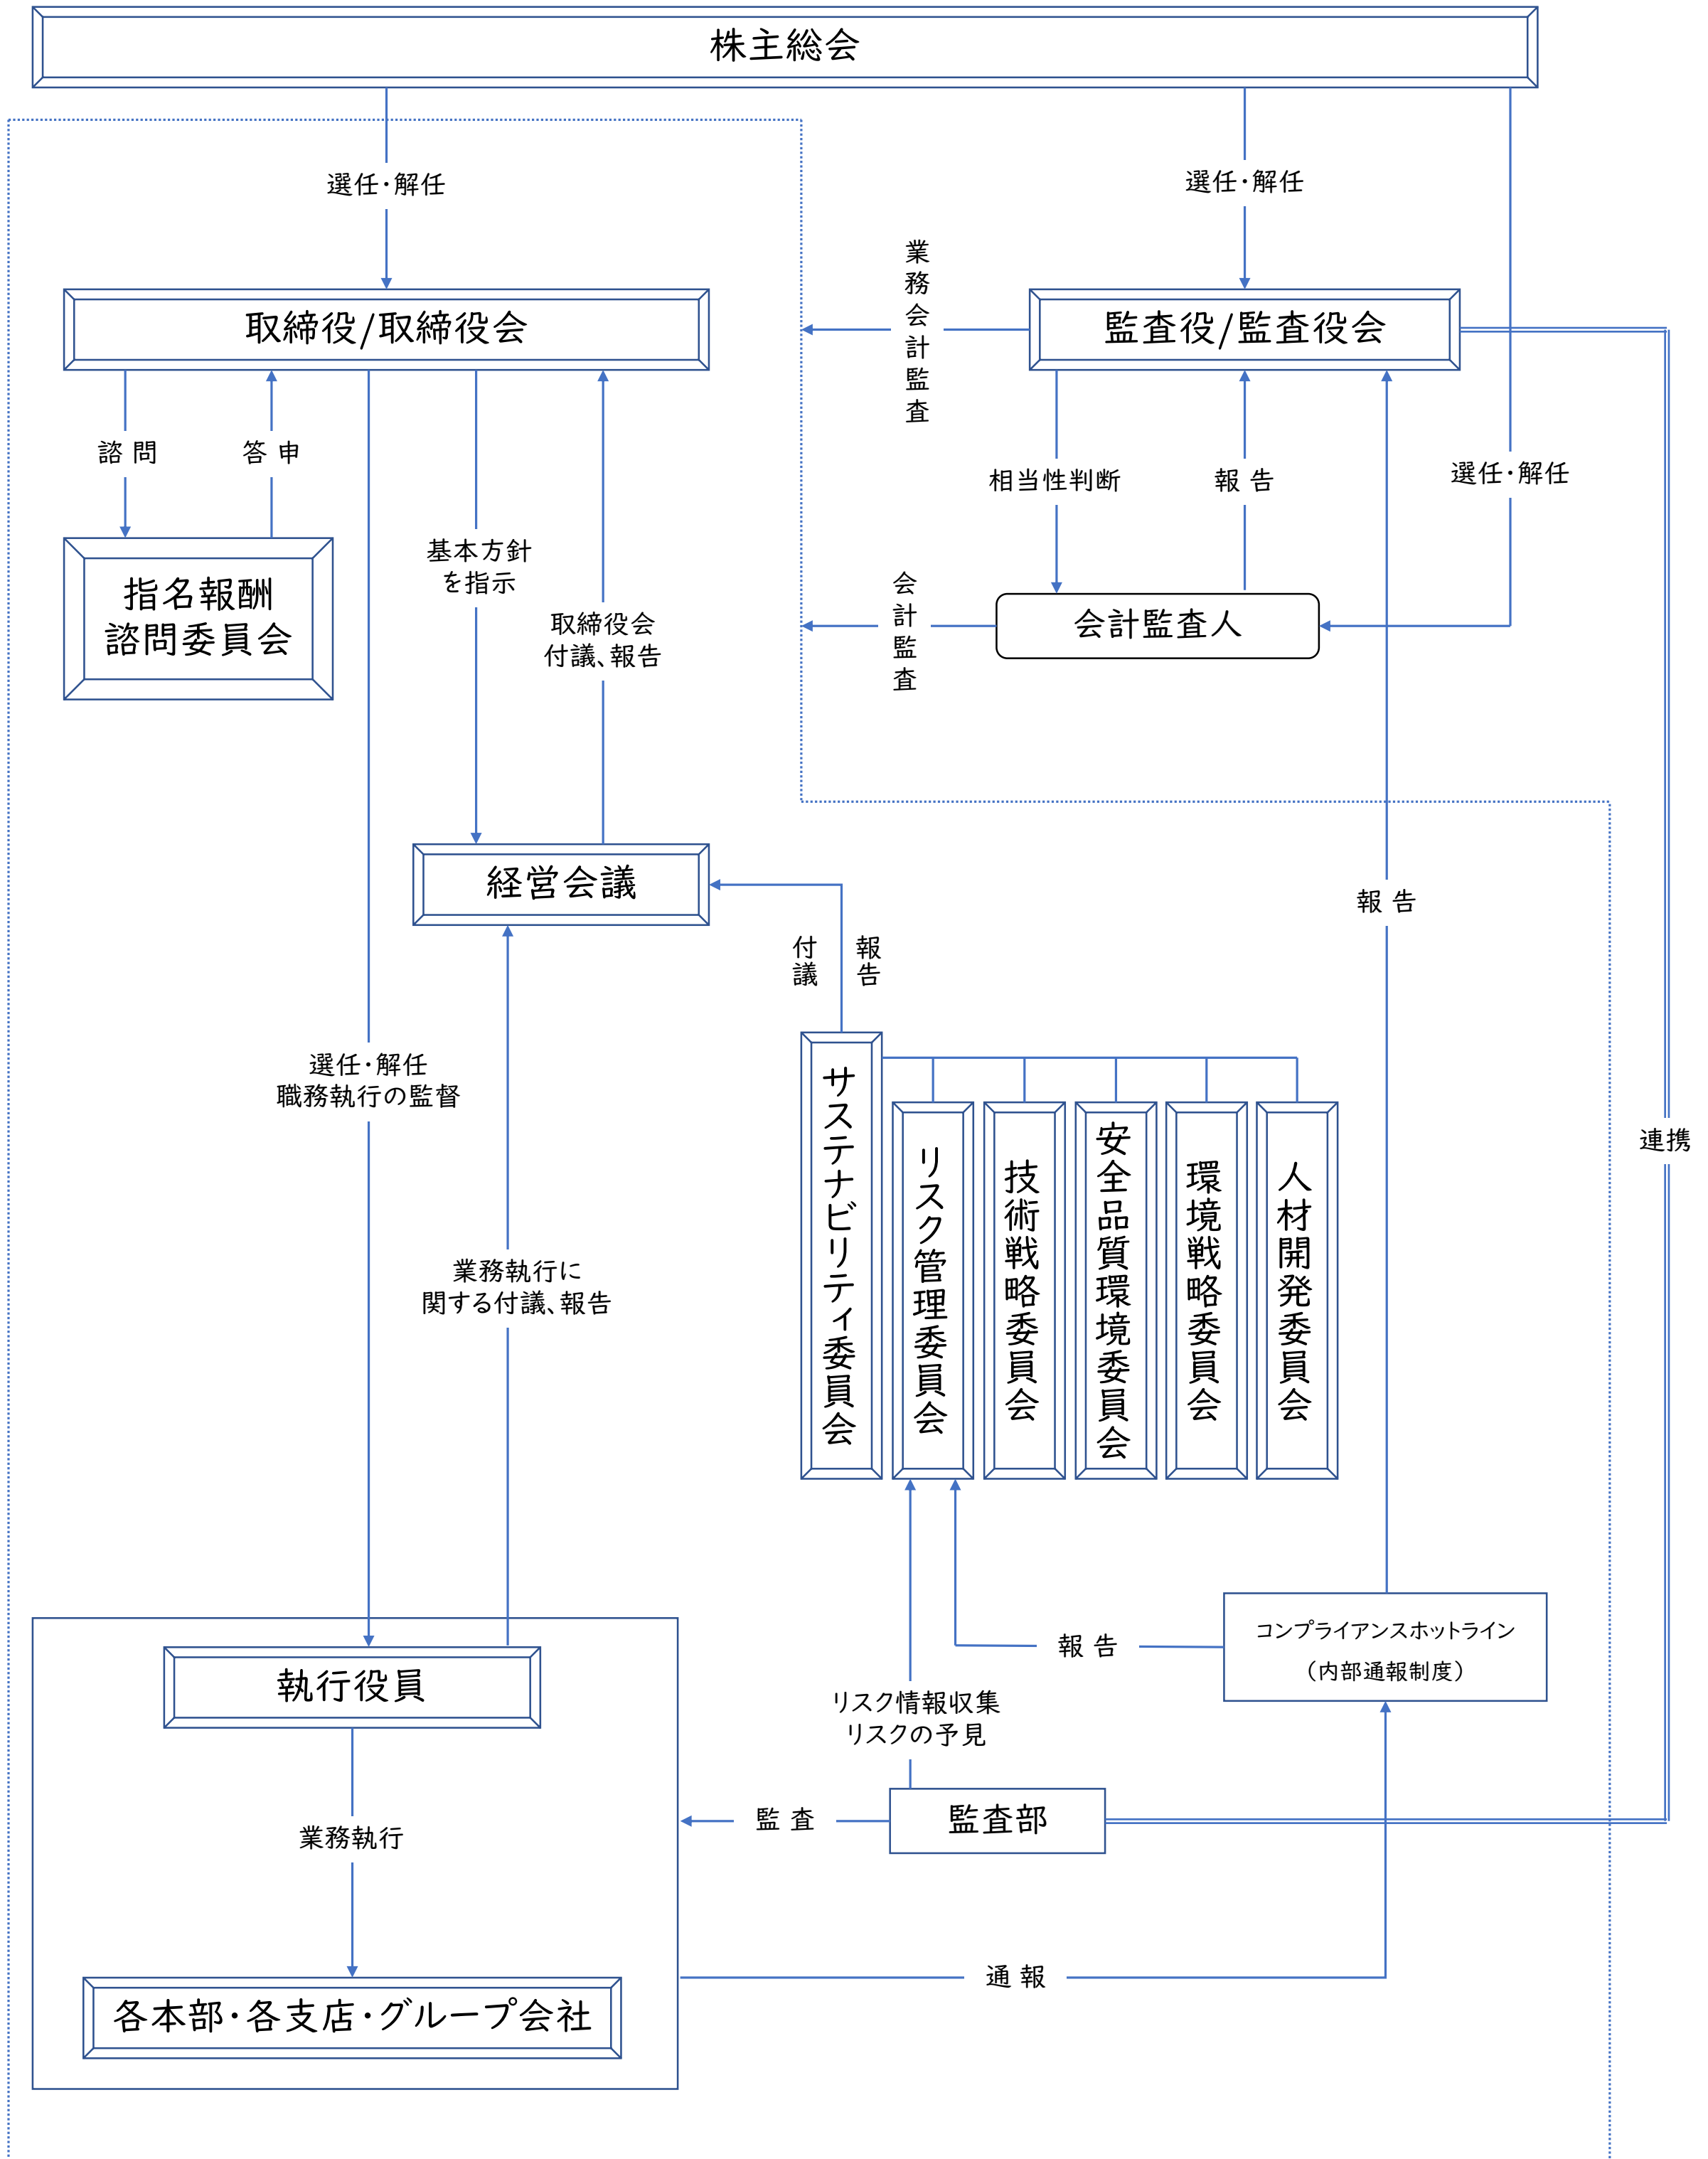 株主総会
選任・解任
選任・解任
業務会計監査
取締役/取締役会
監査役/監査役会
諮問
答申
相当性判断
報告
選任・解任
基本方針
を指示
指名報酬
諮問委員会
取締役会
付議、報告
会計監査
会計監査人
経営会議
報告
付議
報告
選任・解任
職務執行の監督
連携
サステナビリティ委員会
リスク管理委員会
技術戦略委員会
安全品質環境委員会
環境戦略委員会
人材開発委員会
業務執行に
関する付議、報告
コンプライアンスホットライン
（内部通報制度）
報告
執行役員
リスク情報収集
リスクの予見
監査
監査部
業務執行
通報
各本部・各支店・グループ会社